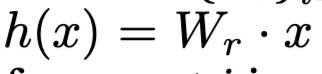 h(x) = W_r · x